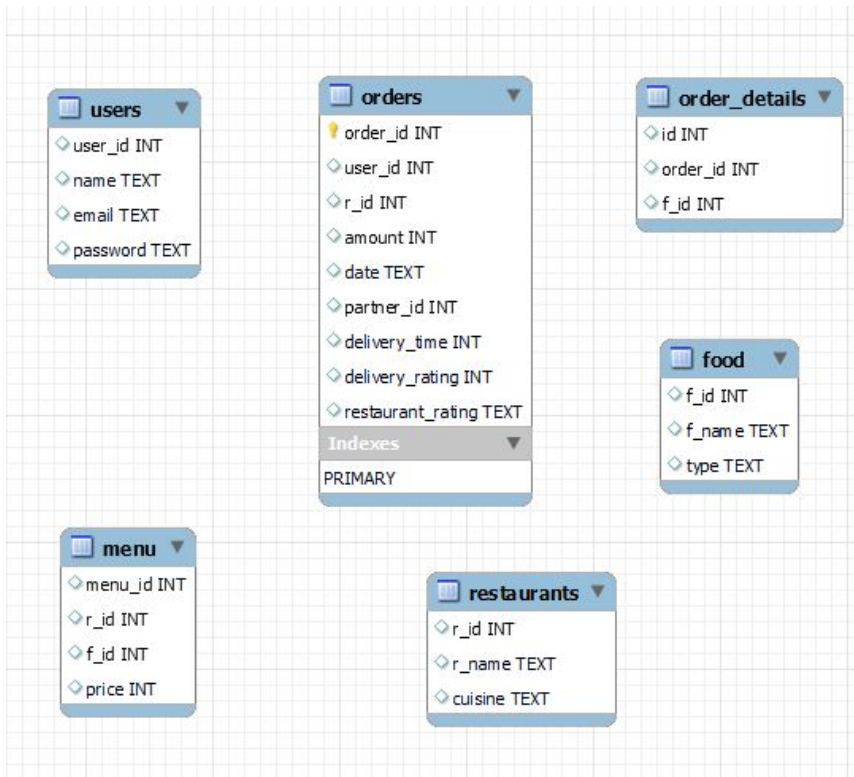 users
user_id INT
name TEXT
email TEXT
password TEXT
orders
order_id INT
user_id INT
r_id INT
amount INT
date TEXT
partner_id INT
delivery_time INT
delivery_rating INT
restaurant_rating TEXT
Indexes
PRIMARY
order_details
id INT
order_id INT
f_id INT
food
f_id INT
f_name TEXT
type TEXT
menu
menu_id INT
r_id INT
f_id INT
price INT
restaurants
r_id INT
r_name TEXT
cuisine TEXT